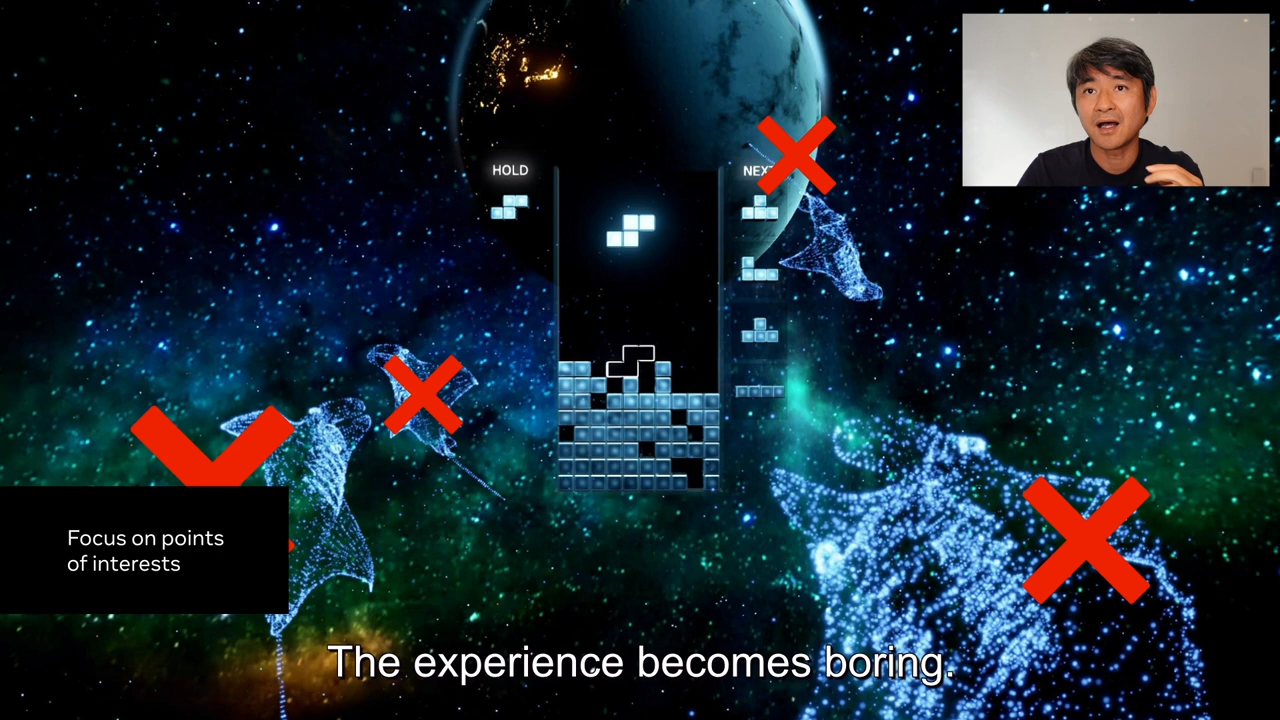 HOLD
NEXT
Focus on points
of interests
The experience becomes boring.